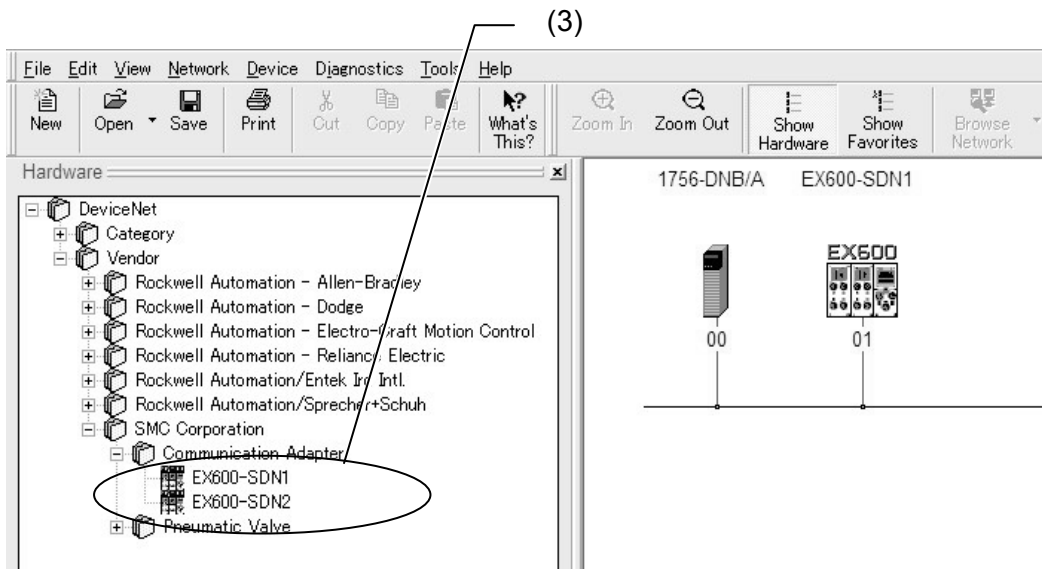 (3)
File Edit View Network Device Diagnostics Tools Help
New Open Save Print Cut Copy Paste What's This? Zoom In Zoom Out Show Hardware Show Favorites Browse Network
Hardware
1756-DNB/A EX600-SDN1
DeviceNet
Category
Vendor
Rockwell Automation - Allen-Bradley
Rockwell Automation - Dodge
Rockwell Automation - Electro-Craft Motion Control
Rockwell Automation - Reliance Electric
Rockwell Automation/Entek Ird Intl.
Rockwell Automation/Sprecher+Schuh
SMC Corporation
Communication Adapter
EX600-SDN1
EX600-SDN2
Pneumatic Valve
EX600
00 01